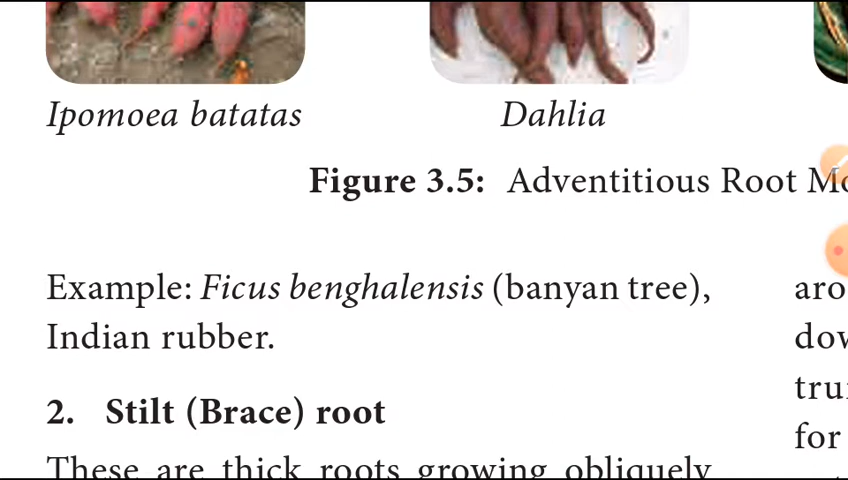 Ipomoea batatas
Dahlia
Figure 3.5: Adventitious Root
Example: Ficus benghalensis (banyan tree),
Indian rubber.
2. Stilt (Brace) root
These are thick roots growing obliquely
for